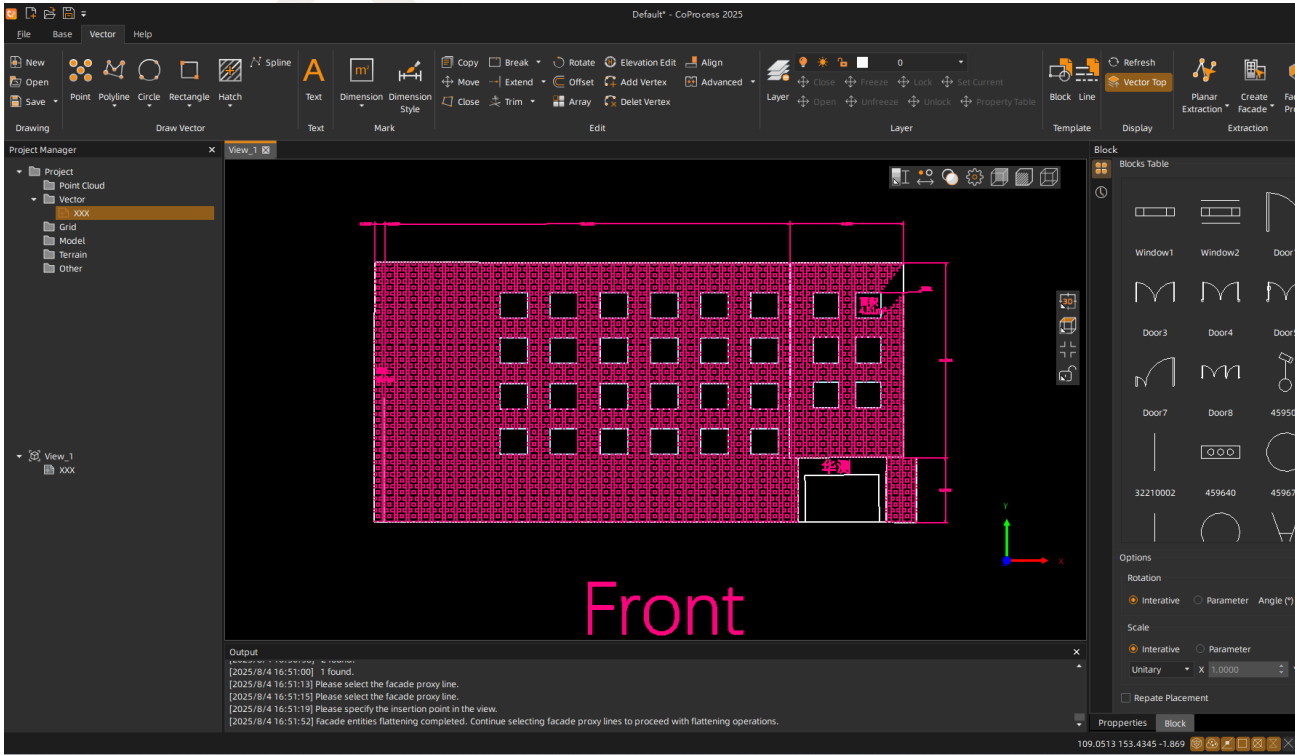 Default* - CoProcess 2025
File Base Vector Help
New
Open
Save
Drawing
Point Polyline Circle Rectangle Hatch
Spline
Draw Vector
Text
Text
Dimension Dimension Style
Mark
Copy Break Rotate Elevation Edit Align
Move Extend Offset Add Vertex Advanced
Close Trim Array Delet Vertex
Edit
Layer
0
Close Freeze Lock Set Current
Open Unfreeze Unlock Property Table
Layer
Block Line
Template
Refresh
Vector Top
Display
Planar Extraction
Create Facade
Extraction
Project Manager
Project
Point Cloud
Vector
XXX
Grid
Model
Terrain
Other
View_1
XXX
View_1
华测
Front
Y
X
3D
Output
[2025/8/4 16:51:00] 1 found.
[2025/8/4 16:51:13] Please select the facade proxy line.
[2025/8/4 16:51:15] Please select the facade proxy line.
[2025/8/4 16:51:19] Please specify the insertion point in the view.
[2025/8/4 16:51:52] Facade entities flattening completed. Continue selecting facade proxy lines to proceed with flattening operations.
Block
Blocks Table
Window1 Window2
Door3 Door4
Door7 Door8
32210002 459640
Options
Rotation
Interative Parameter Angle (°)
Scale
Interative Parameter
Unitary X 1.0000
Repate Placement
Propperties Block
109.0513 153.4345 -1.869